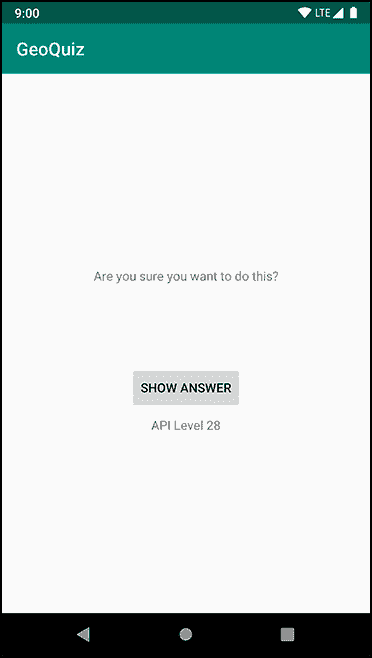 9:00 LTE
GeoQuiz
Are you sure you want to do this?
SHOW ANSWER
API Level 28